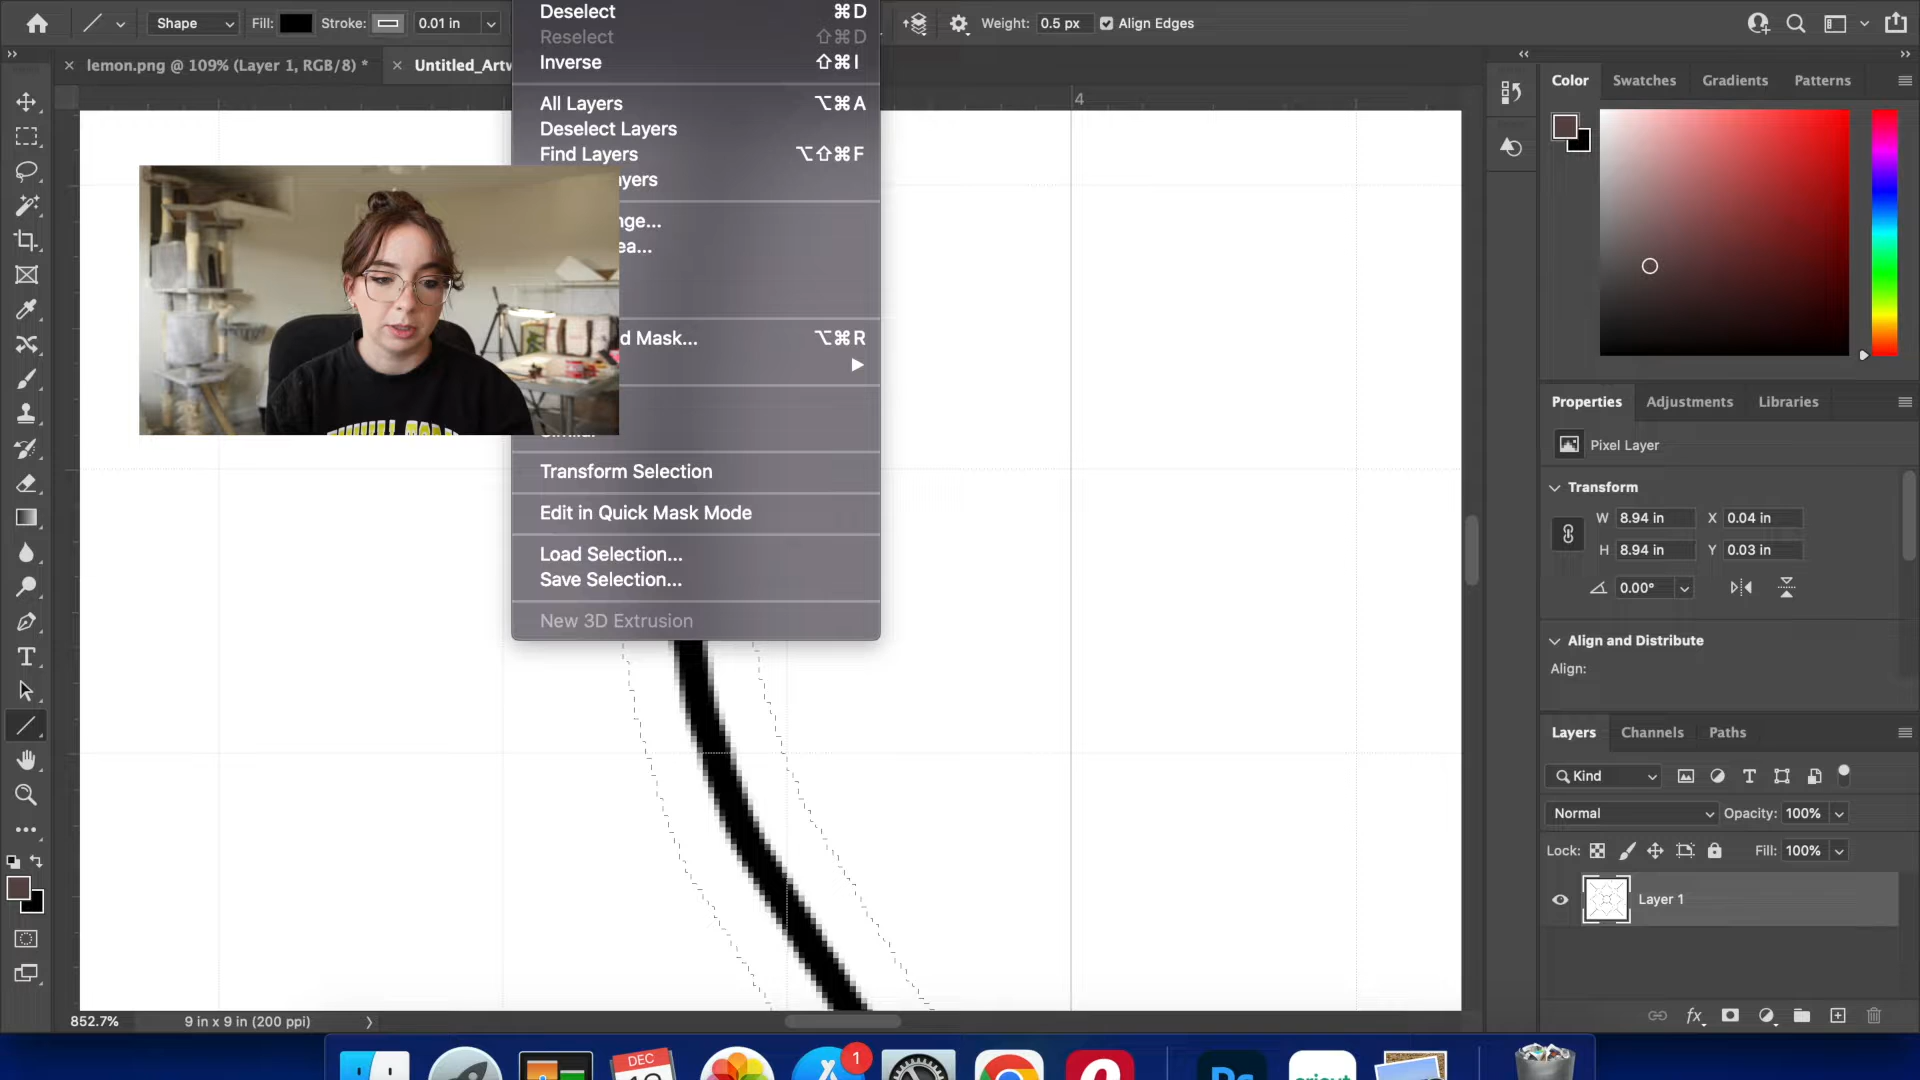 Shape Fill: Stroke: 0.01 in Weight: 0.5 px Align Edges
Deselect ⌘D
Reselect ⇧⌘D
Inverse ⇧⌘I
× lemon.png @ 109% (Layer 1, RGB/8) * × Untitled_Artw
All Layers ⌥⌘A
Deselect Layers
Find Layers ⌥⇧⌘F
ayers
nge...
ea...
d Mask... ⌥⌘R
Transform Selection
Edit in Quick Mask Mode
Load Selection...
Save Selection...
New 3D Extrusion
4
Color Swatches Gradients Patterns
Properties Adjustments Libraries
Pixel Layer
Transform
W 8.94 in X 0.04 in
H 8.94 in Y 0.03 in
0.00°
Align and Distribute
Align:
Layers Channels Paths
Kind
Normal Opacity: 100%
Lock: Fill: 100%
Layer 1
fx
852.7% 9 in x 9 in (200 ppi)
DEC
1
Ps
cricut